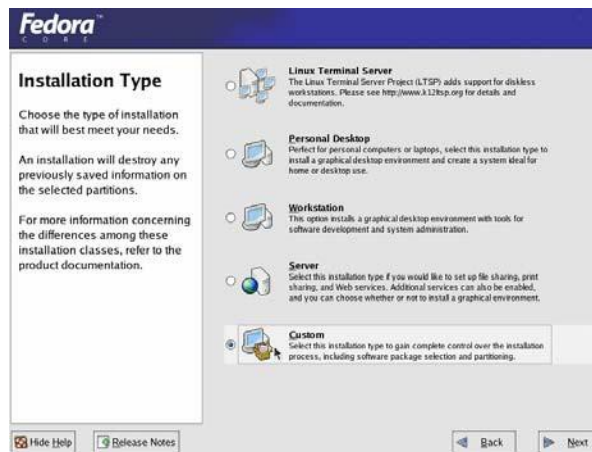 Fedora™
CORE
Installation Type
Choose the type of installation
that will best meet your needs.
An installation will destroy any
previously saved information on
the selected partitions.
For more information concerning
the differences among these
installation classes, refer to the
product documentation.
Linux Terminal Server
The Linux Terminal Server Project (LTSP) adds support for diskless
workstations. Please see http://www.k12ltsp.org for details and
documentation.
Personal Desktop
Perfect for personal computers or laptops, select this installation type to
install a graphical desktop environment and create a system ideal for
home or desktop use.
Workstation
This option installs a graphical desktop environment with tools for
software development and system administration.
Server
Select this installation type if you would like to set up file sharing, print
sharing, and Web services. Additional services can also be enabled,
and you can choose whether or not to install a graphical environment.
Custom
Select this installation type to gain complete control over the installation
process, including software package selection and partitioning.
Hide Help
Release Notes
Back
Next